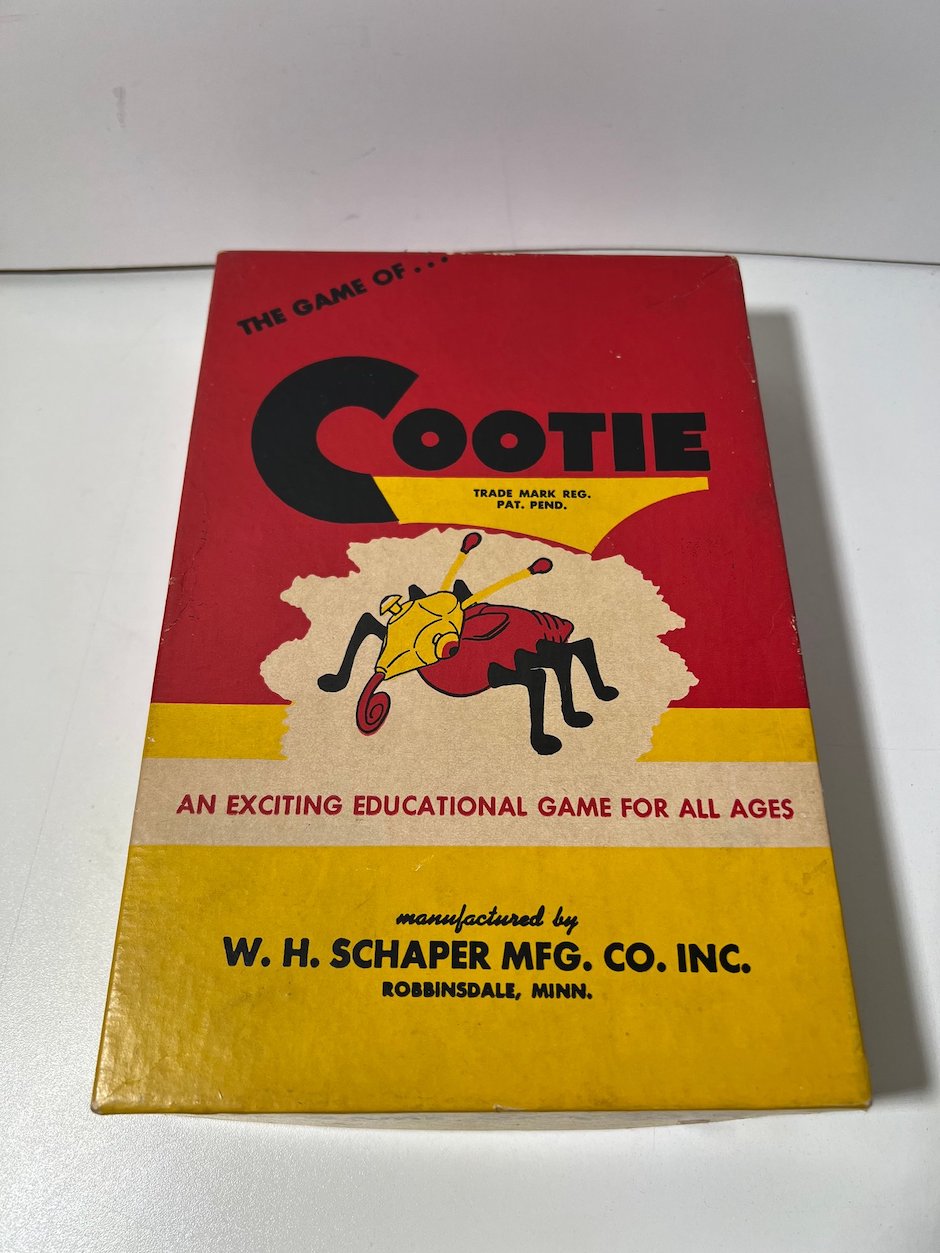 THE GAME OF...
COOTIE
TRADE MARK REG.
PAT. PEND.
AN EXCITING EDUCATIONAL GAME FOR ALL AGES
manufactured by
W. H. SCHAPER MFG. CO. INC.
ROBBINSDALE, MINN.